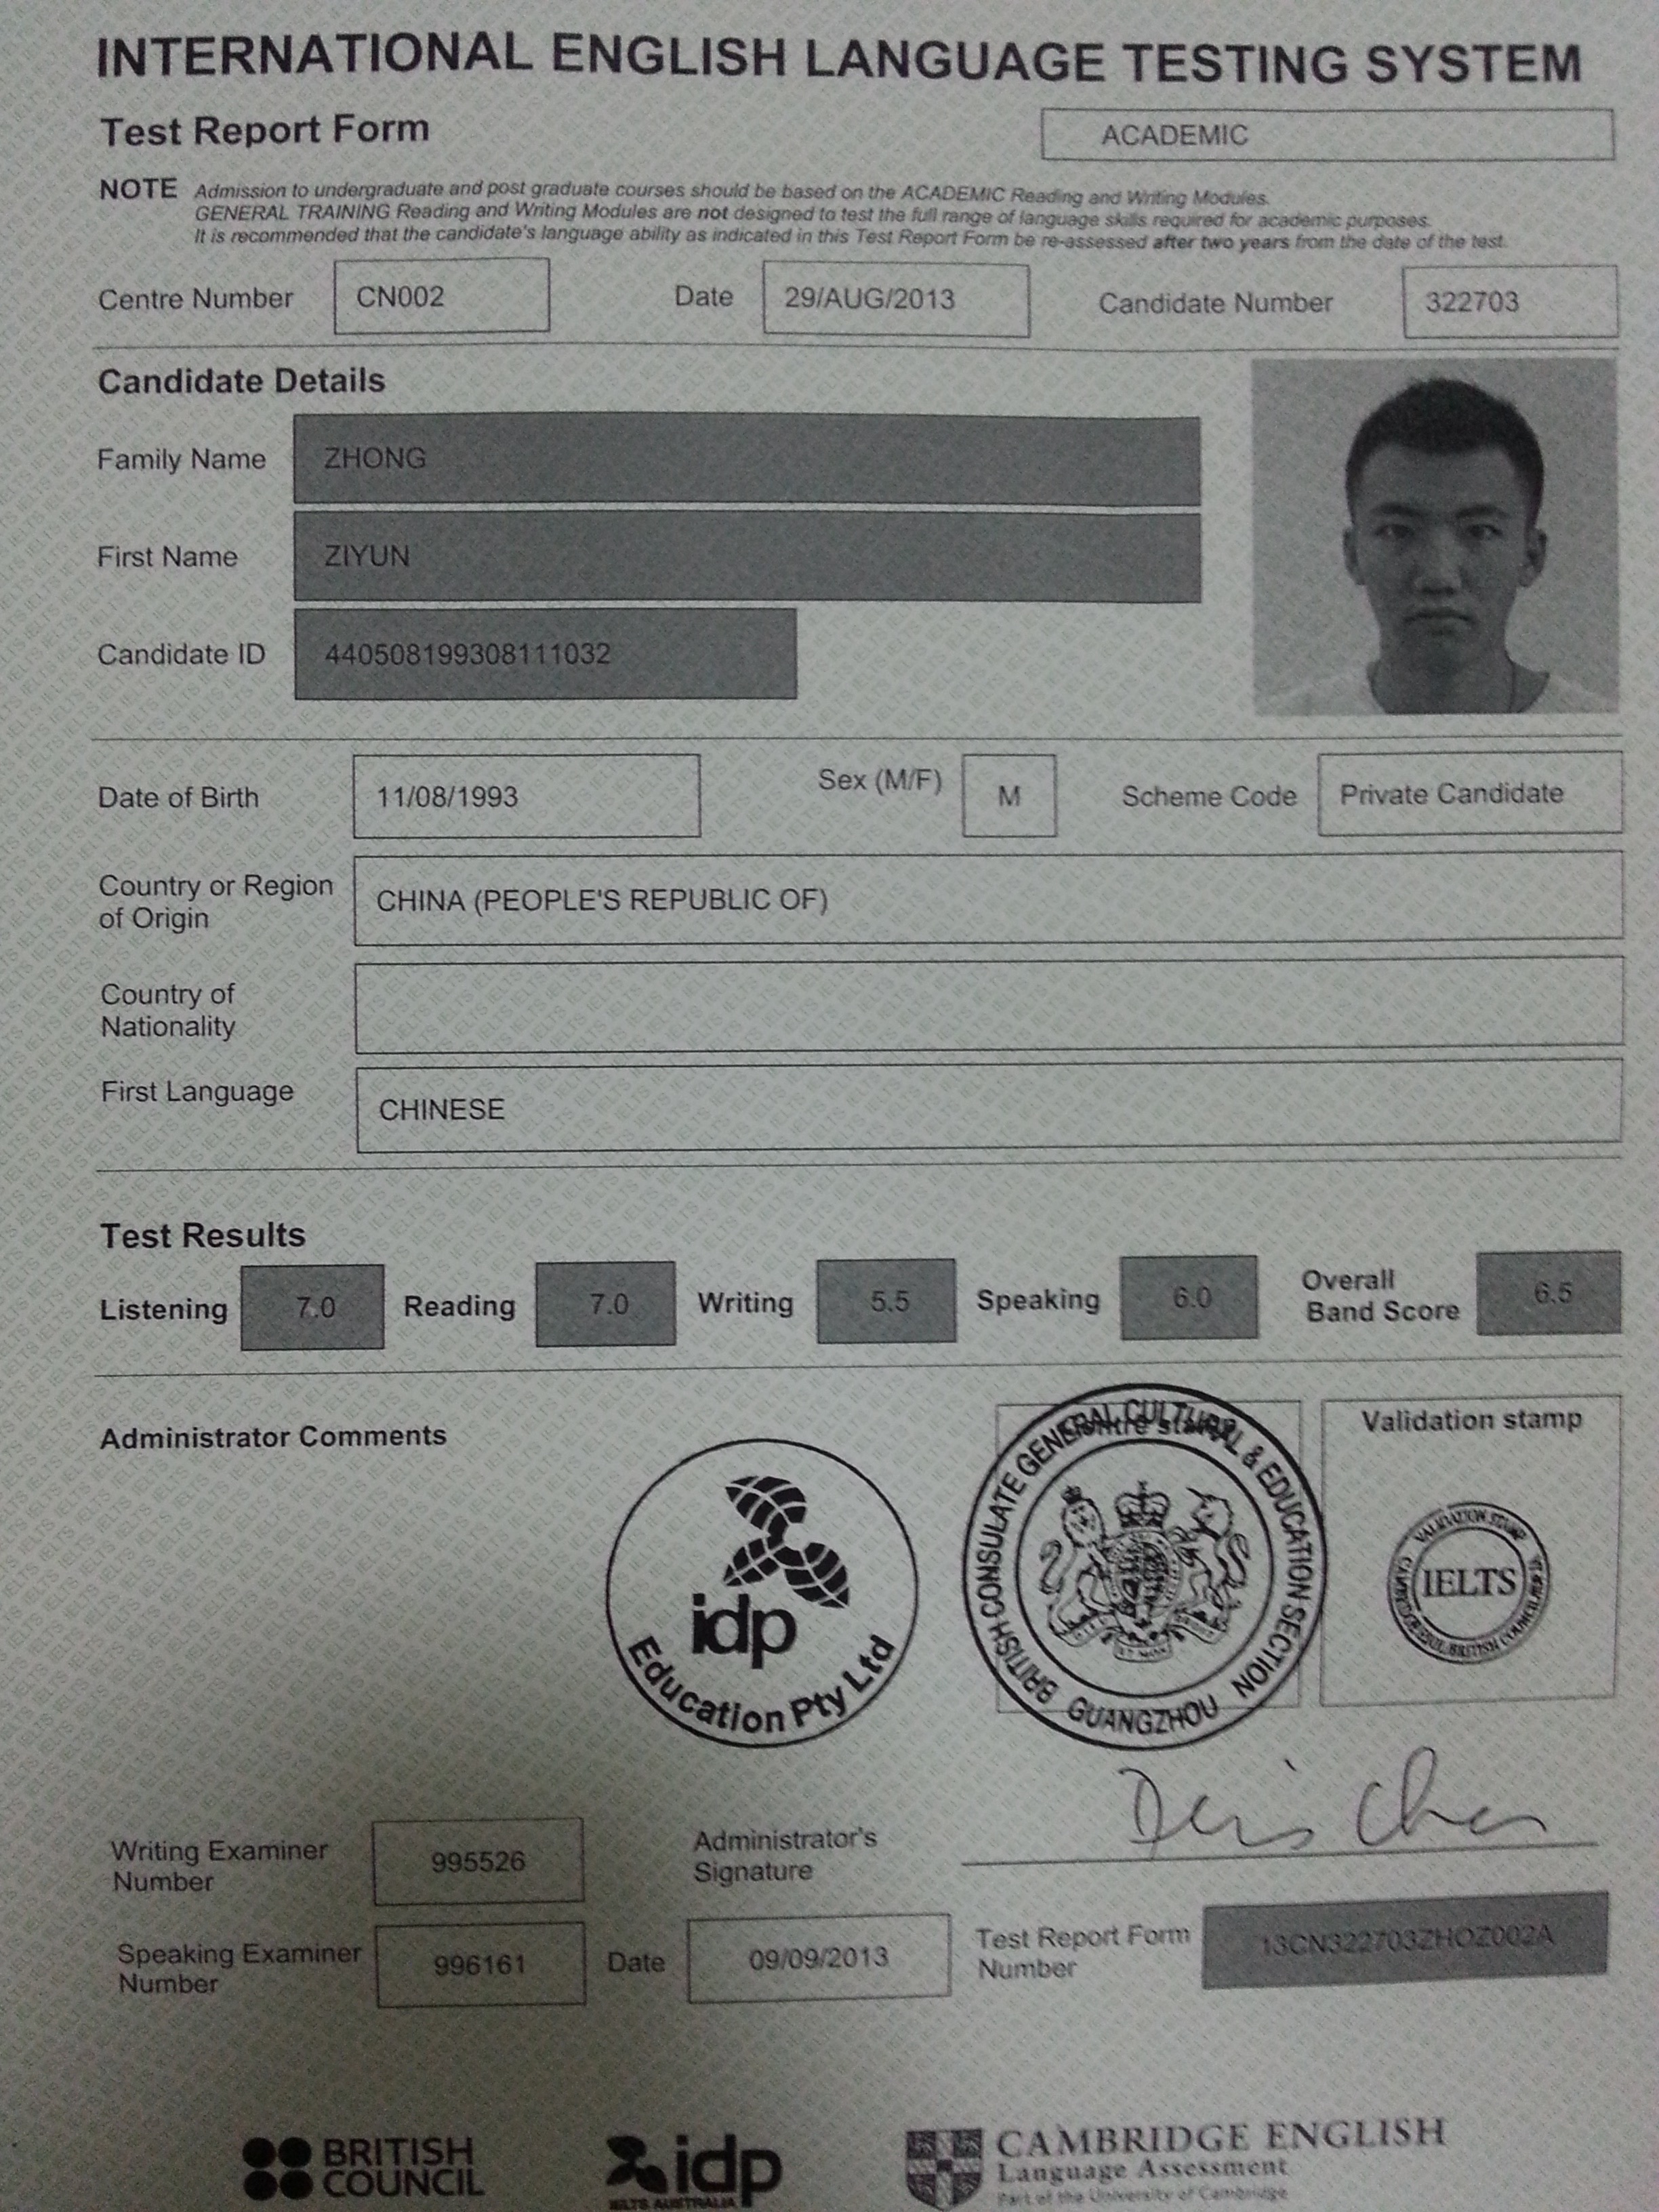 INTERNATIONAL ENGLISH LANGUAGE TESTING SYSTEM
Test Report Form
ACADEMIC
NOTE Admission to undergraduate and post graduate courses should be based on the ACADEMIC Reading and Writing Modules.
GENERAL TRAINING Reading and Writing Modules are not designed to test the full range of language skills required for academic purposes.
It is recommended that the candidate's language ability as indicated in this Test Report Form be re-assessed after two years from the date of the test.
Centre Number CN002 Date 29/AUG/2013 Candidate Number 322703
Candidate Details
Family Name ZHONG
First Name ZIYUN
Candidate ID 440508199308111032
Date of Birth 11/08/1993 Sex (M/F) M Scheme Code Private Candidate
Country or Region
of Origin
CHINA (PEOPLE'S REPUBLIC OF)
Country of
Nationality
First Language
CHINESE
Test Results
Listening 7.0 Reading 7.0 Writing 5.5 Speaking 6.0 Overall
Band Score 6.5
Administrator Comments
idp
Education Pty Ltd
Centre stamp
BRITISH CONSULATE GENERAL CULTURAL & EDUCATION SECTION
GUANGZHOU
Validation stamp
VALIDATION STAMP
IELTS
Writing Examiner
Number
995526
Administrator's
Signature
Speaking Examiner
Number
996161
Date 09/09/2013
Test Report Form
Number
13CN322703ZHOZ002A
BRITISH
COUNCIL
idp
IELTS AUSTRALIA
CAMBRIDGE ENGLISH
Language Assessment
Part of the University of Cambridge